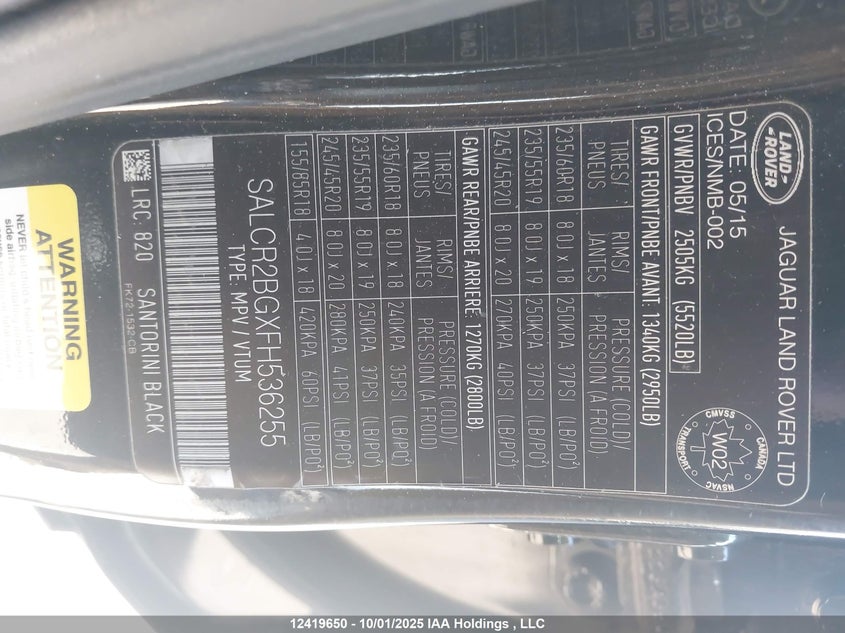 LAND-
-ROVER
JAGUAR LAND ROVER LTD
DATE: 05/15
ICES/NMB-002
CMVSS
CANADA
TRANSPORT
NSVAC
W02
GVWR/PNBV 2505KG (5520LB)
GAWR FRONT/PNBE AVANT: 1340KG (2950LB)
TIRES/ RIMS/ PRESSURE (COLD)/
PNEUS JANTES PRESSION (A FROID)
235/60R18 8.0J x 18 250KPA 37PSI (LB/PO²)
235/55R19 8.0J x 19 250KPA 37PSI (LB/PO²)
245/45R20 8.0J x 20 270KPA 40PSI (LB/PO²)
GAWR REAR/PNBE ARRIERE: 1270KG (2800LB)
TIRES/ RIMS/ PRESSURE (COLD)/
PNEUS JANTES PRESSION (A FROID)
235/60R18 8.0J x 18 240KPA 35PSI (LB/PO²)
235/55R19 8.0J x 19 250KPA 37PSI (LB/PO²)
245/45R20 8.0J x 20 280KPA 41PSI (LB/PO²)
155/85R18 4.0J x 18 420KPA 60PSI (LB/PO²)
SALCR2BGXFH536255
TYPE: MPV / VTUM
LRC: 820 SANTORINI BLACK
FK72-1532-CB
WARNING
ATTENTION
NEVER
side air
12419650 - 10/01/2025 IAA Holdings , LLC